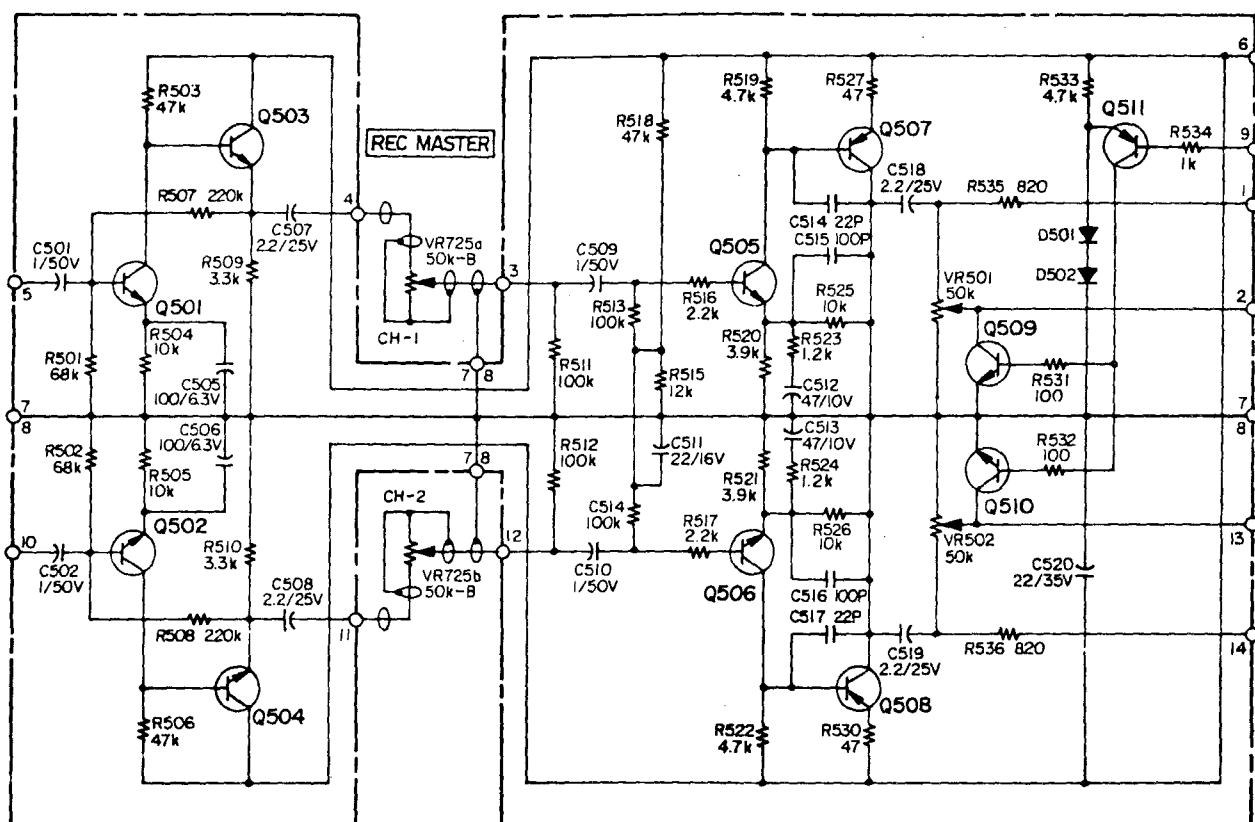 6
R503
47k
Q503
REC MASTER
R519
4.7k
R527
47
R533
4.7k
Q511
R518
47k
Q507
R534
1k
9
R507 220k
C507
2.2/25V
4
C518
2.2/25V
R535 820
1
C514 22P
C515 100P
D501
C501
1/50V
R509
3.3k
VR725a
50k-B
C509
1/50V
Q505
D502
5
Q501
3
R513
100k
R516
2.2k
R525
10k
VR501
50k
2
R504
10k
CH-1
R520
3.9k
R523
1.2k
Q509
R501
68k
C505
100/6.3V
R511
100k
R515
12k
C512
47/10V
R531
100
7 8
7
8
C506
100/6.3V
7
8
R502
68k
R505
10k
7 8
R512
100k
C511
22/16V
C513
47/10V
R532
100
R521
3.9k
R524
1.2k
CH-2
C514
100k
Q502
R517
2.2k
R526
10k
Q510
10
12
13
C502
1/50V
R510
3.3k
VR725b
50k-B
C510
1/50V
Q506
C516 100P
VR502
50k
C520
22/35V
C508
2.2/25V
C517 22P
R508 220k
11
C519
2.2/25V
R536 820
14
Q504
Q508
R506
47k
R522
4.7k
R530
47